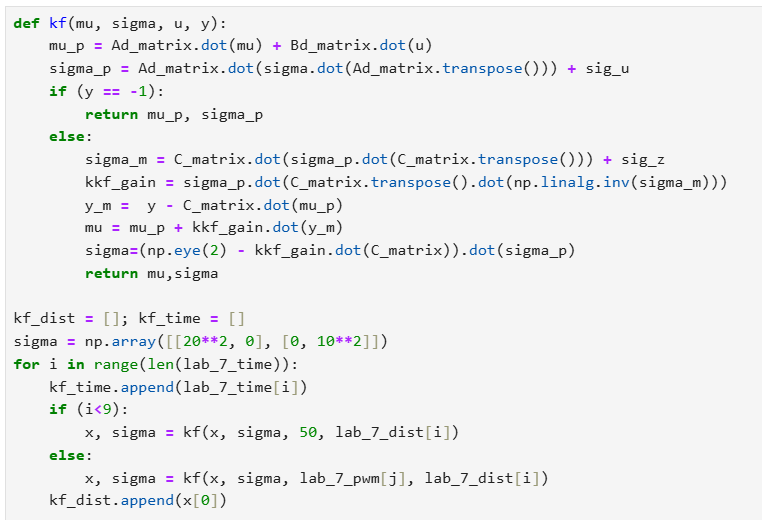 def kf(mu, sigma, u, y):
    mu_p = Ad_matrix.dot(mu) + Bd_matrix.dot(u)
    sigma_p = Ad_matrix.dot(sigma.dot(Ad_matrix.transpose())) + sig_u
    if (y == -1):
        return mu_p, sigma_p
    else:
        sigma_m = C_matrix.dot(sigma_p.dot(C_matrix.transpose())) + sig_z
        kkf_gain = sigma_p.dot(C_matrix.transpose().dot(np.linalg.inv(sigma_m)))
        y_m =  y - C_matrix.dot(mu_p)
        mu = mu_p + kkf_gain.dot(y_m)
        sigma=(np.eye(2) - kkf_gain.dot(C_matrix)).dot(sigma_p)
        return mu,sigma

kf_dist = []; kf_time = []
sigma = np.array([[20**2, 0], [0, 10**2]])
for i in range(len(lab_7_time)):
    kf_time.append(lab_7_time[i])
    if (i<9):
        x, sigma = kf(x, sigma, 50, lab_7_dist[i])
    else:
        x, sigma = kf(x, sigma, lab_7_pwm[j], lab_7_dist[i])
    kf_dist.append(x[0])